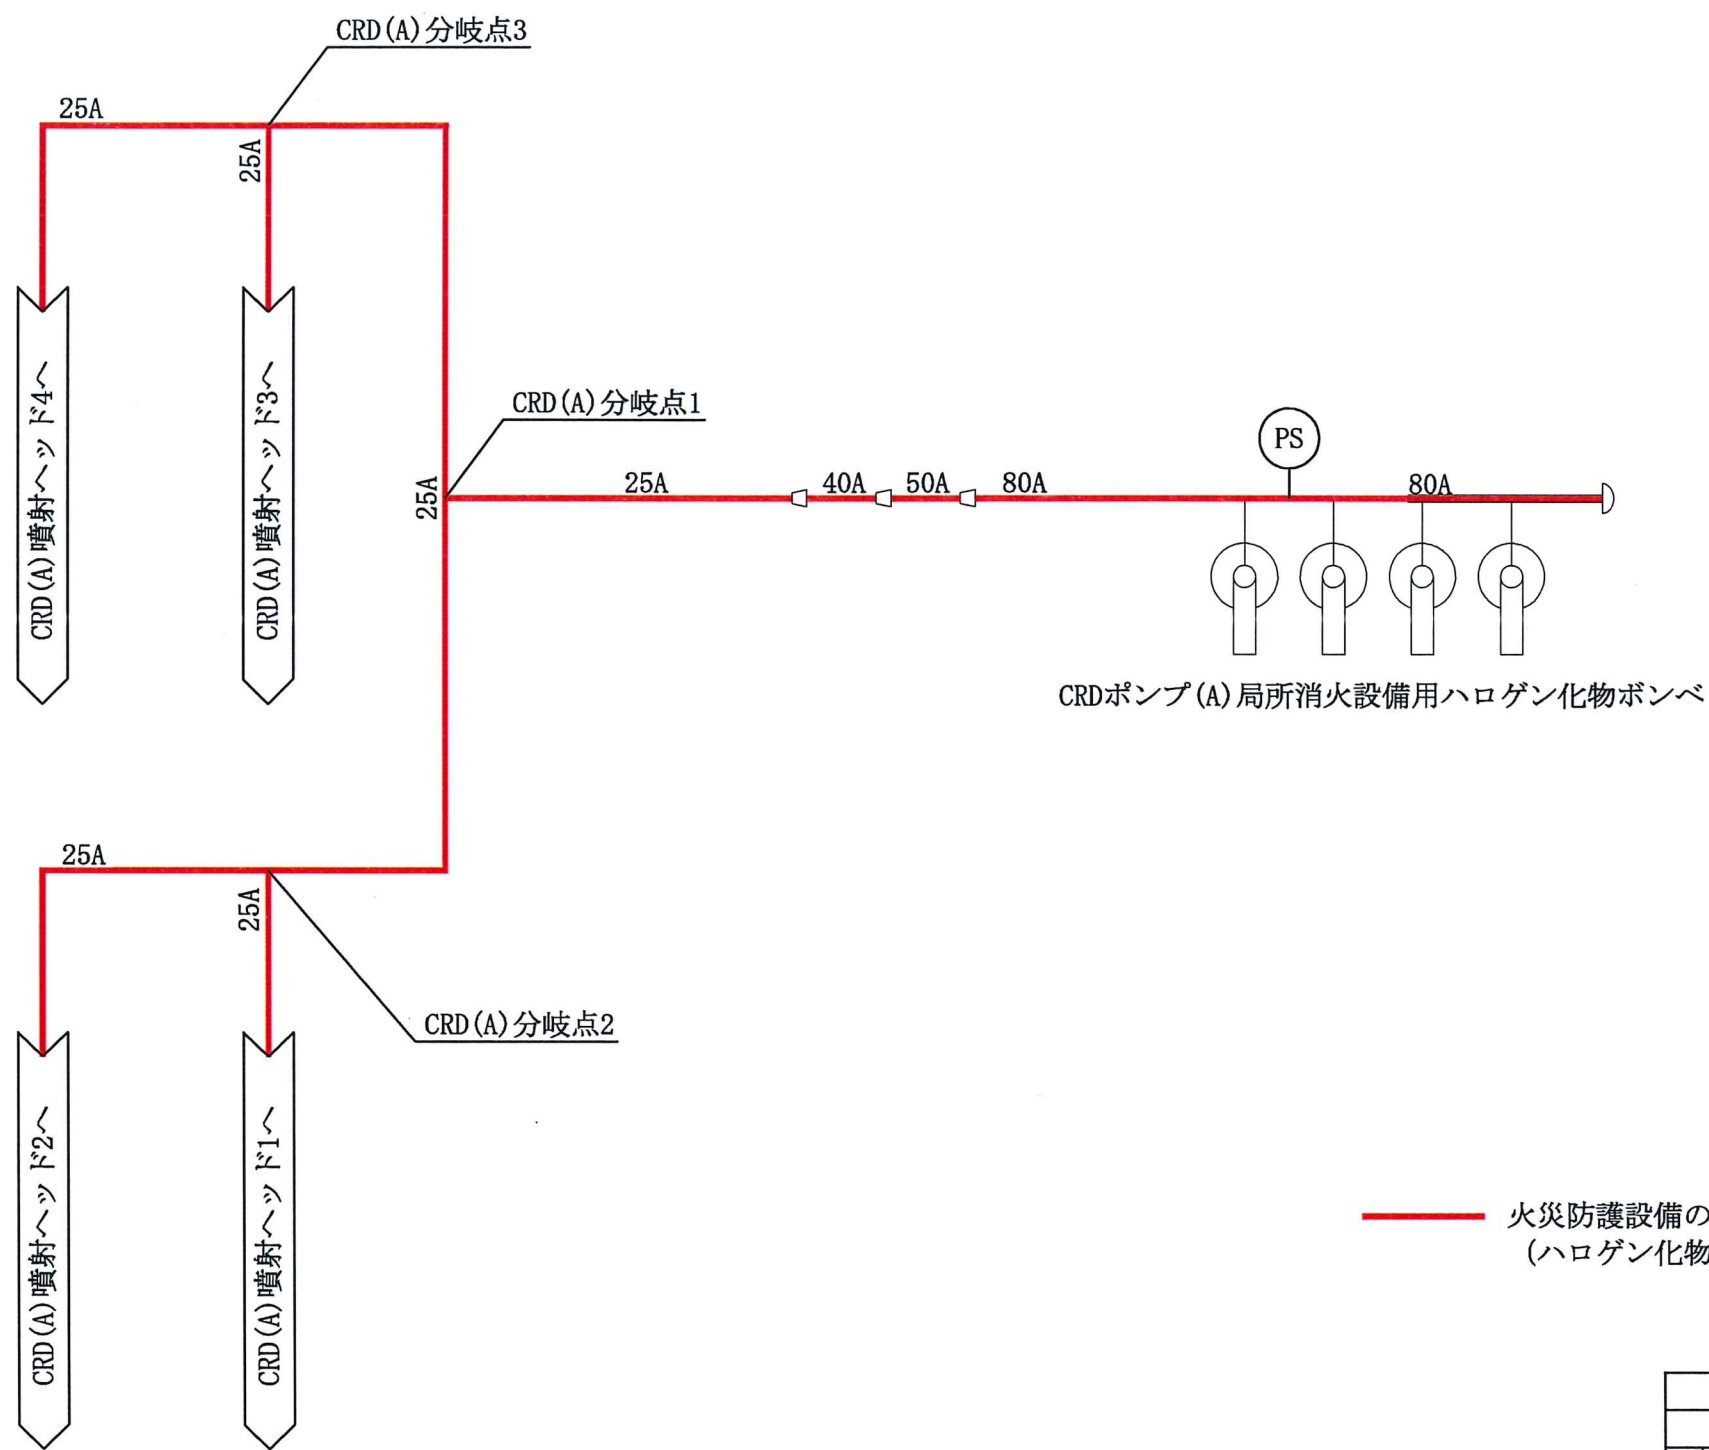 CRD(A)分岐点3
25A
25A
CRD(A)噴射ヘッド4へ
CRD(A)噴射ヘッド3へ
CRD(A)分岐点1
25A
25A
40A
50A
80A
PS
80A
CRDポンプ(A)局所消火設備用ハロゲン化物ボンベ
25A
25A
CRD(A)分岐点2
CRD(A)噴射ヘッド2へ
CRD(A)噴射ヘッド1へ
火災防護設備の
(ハロゲン化物